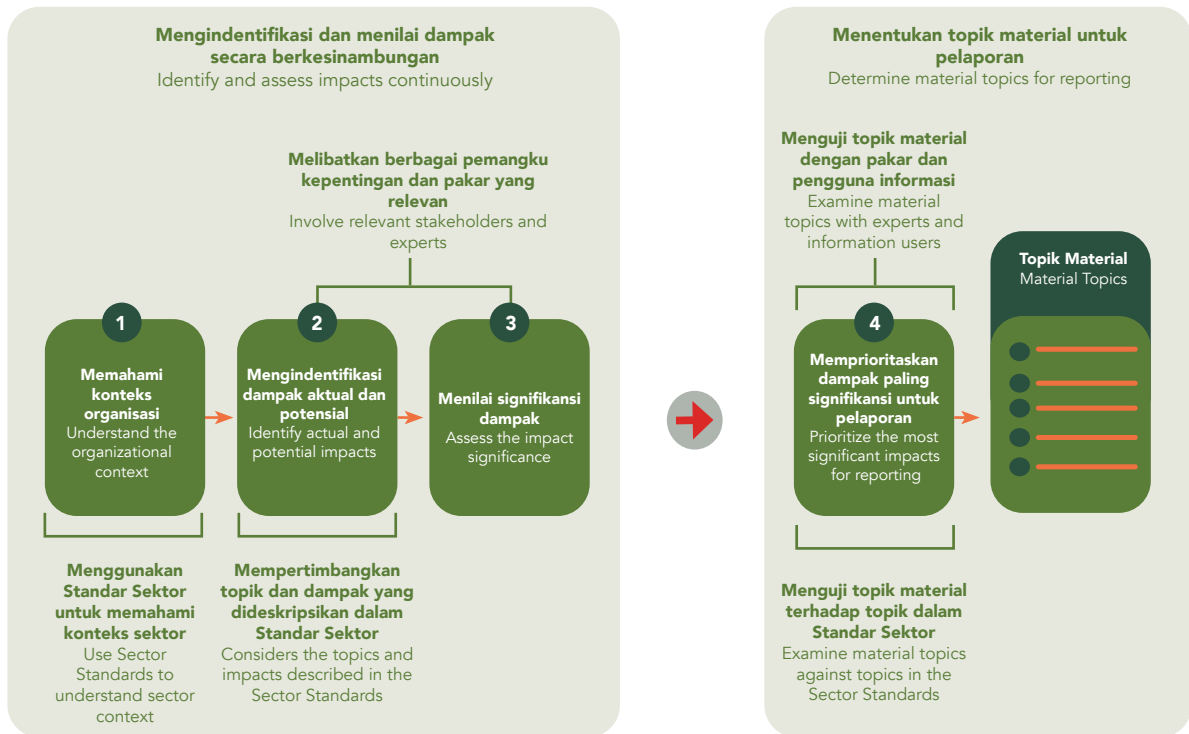 Mengindentifikasi dan menilai dampak
secara berkesinambungan
Identify and assess impacts continuously
Melibatkan berbagai pemangku
kepentingan dan pakar yang
relevan
Involve relevant stakeholders and
experts
1
Memahami
konteks
organisasi
Understand the
organizational
context
2
Mengindentifikasi
dampak aktual dan
potensial
Identify actual and
potential impacts
3
Menilai signifikansi
dampak
Assess the impact
significance
Menggunakan
Standar Sektor
untuk memahami
konteks sektor
Use Sector
Standards to
understand sector
context
Mempertimbangkan
topik dan dampak yang
dideskripsikan dalam
Standar Sektor
Considers the topics and
impacts described in the
Sector Standards
Menentukan topik material untuk
pelaporan
Determine material topics for reporting
Menguji topik material
dengan pakar dan
pengguna informasi
Examine material
topics with experts and
information users
4
Memprioritaskan
dampak paling
signifikansi untuk
pelaporan
Prioritize the most
significant impacts
for reporting
Topik Material
Material Topics
Menguji topik material
terhadap topik dalam
Standar Sektor
Examine material topics
against topics in the
Sector Standards